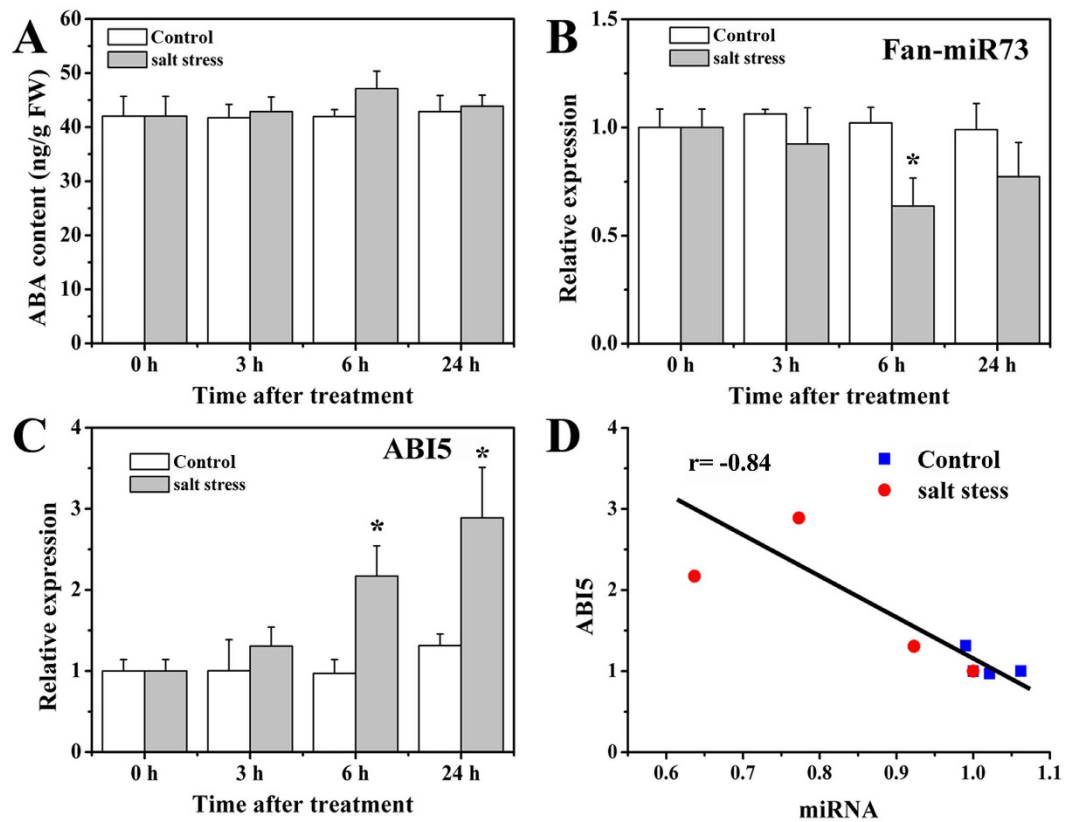 A
Control
salt stress
60
50
40
30
20
10
0
ABA content (ng/g FW)
0 h 3 h 6 h 24 h
Time after treatment
B
Control
salt stress
Fan-miR73
1.5
1.0
0.5
0.0
Relative expression
*
0 h 3 h 6 h 24 h
Time after treatment
C
Control
salt stress
ABI5
4
3
2
1
0
Relative expression
* *
0 h 3 h 6 h 24 h
Time after treatment
D
r= -0.84
Control
salt stess
4
3
2
1
0
ABI5
0.6 0.7 0.8 0.9 1.0 1.1
miRNA